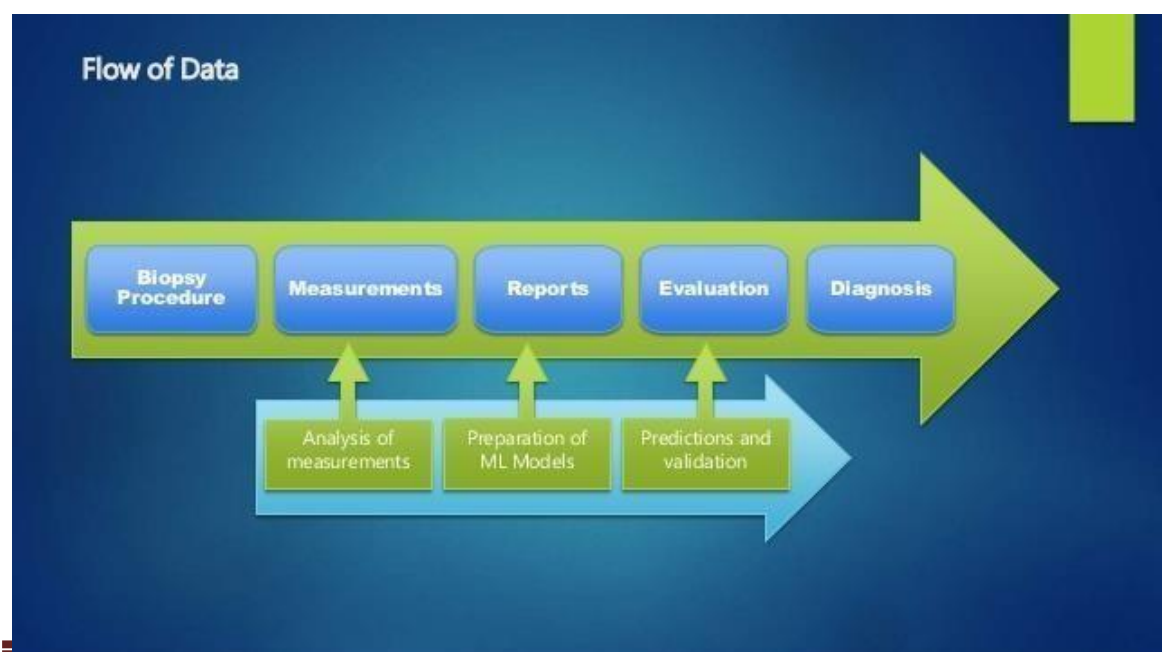 Flow of Data
Biopsy
Procedure
Measurements
Reports
Evaluation
Diagnosis
Analysis of
measurements
Preparation of
ML Models
Predictions and
validation